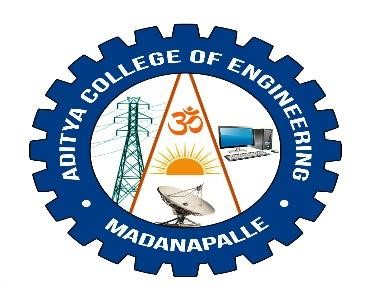 ADITYA COLLEGE OF ENGINEERING
ॐ
MADANAPALLE